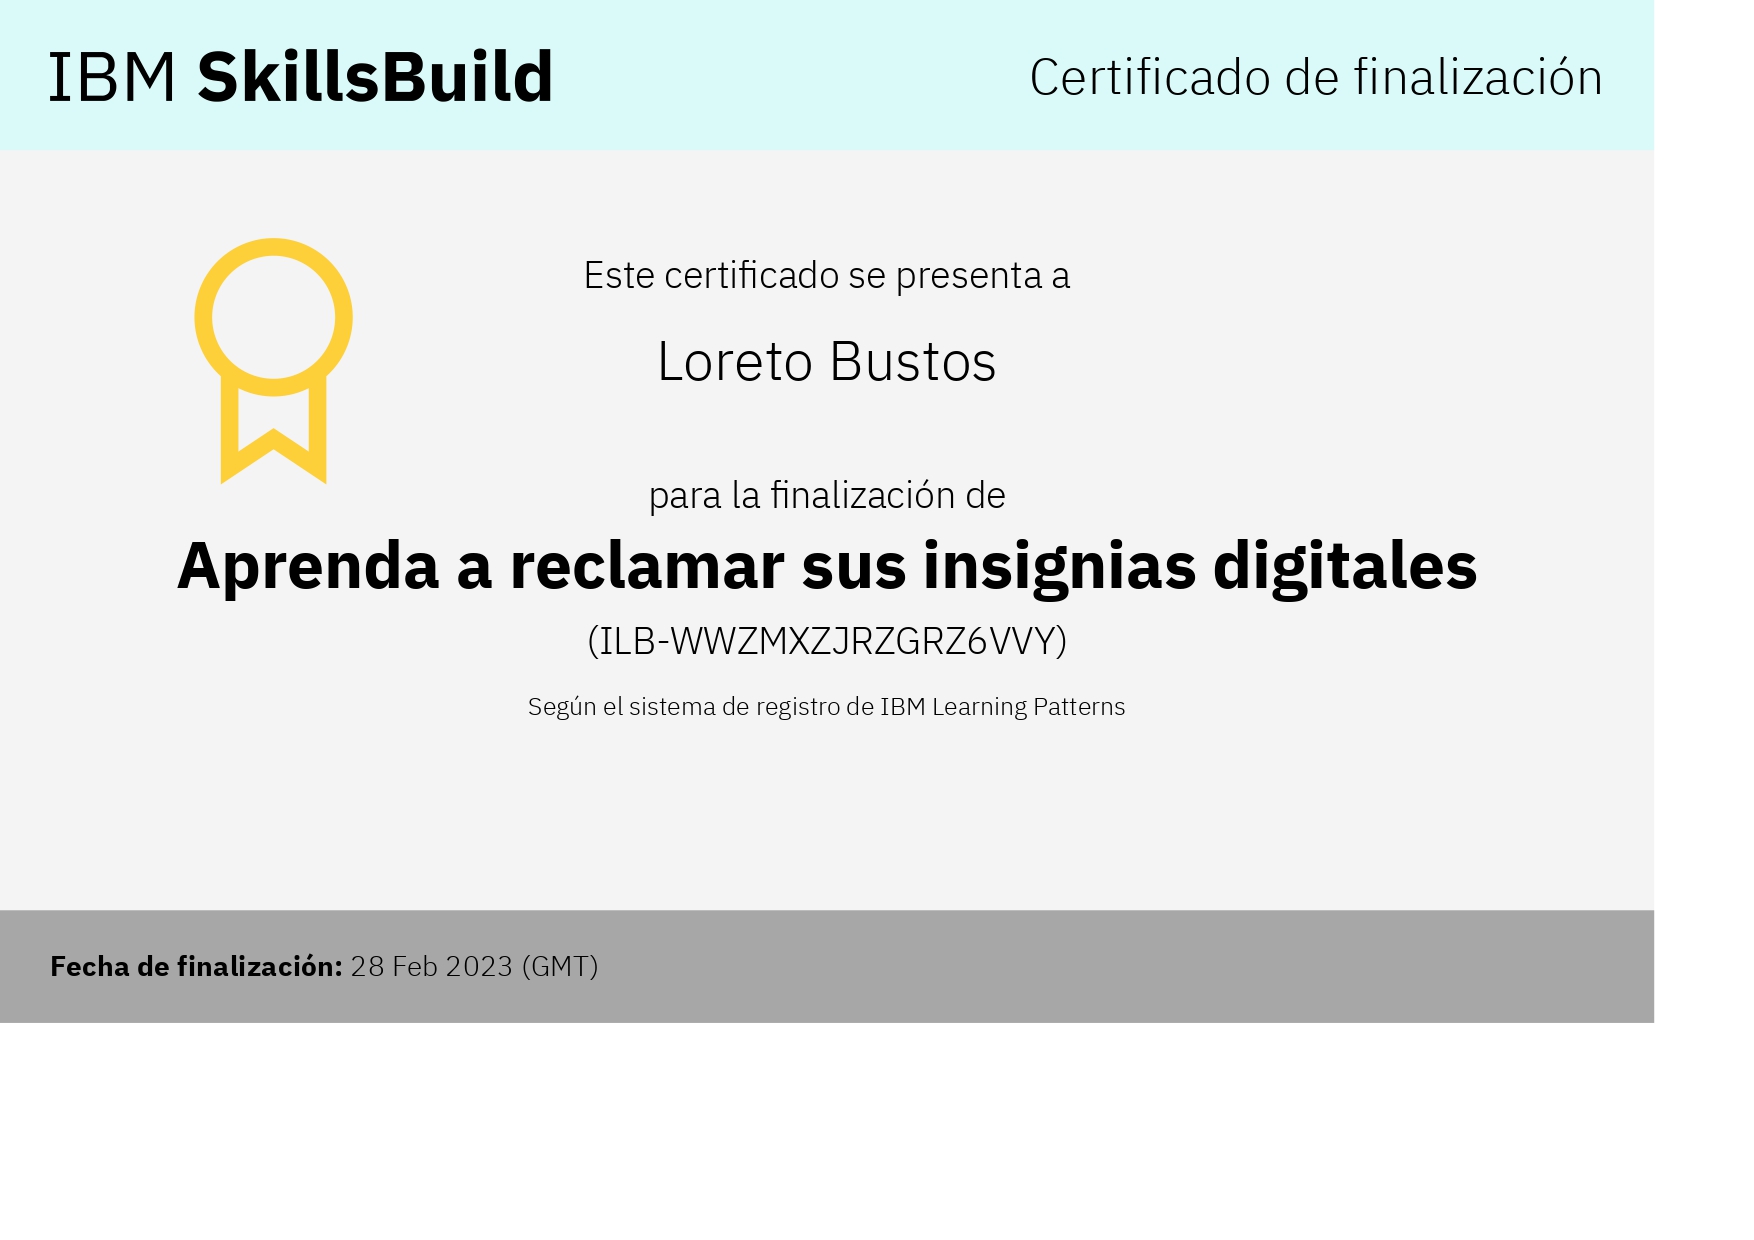 IBM SkillsBuild
Certificado de finalización
Este certificado se presenta a
Loreto Bustos
para la finalización de
Aprenda a reclamar sus insignias digitales
(ILB-WWZMXZJRZGRZ6VVY)
Según el sistema de registro de IBM Learning Patterns
Fecha de finalización: 28 Feb 2023 (GMT)